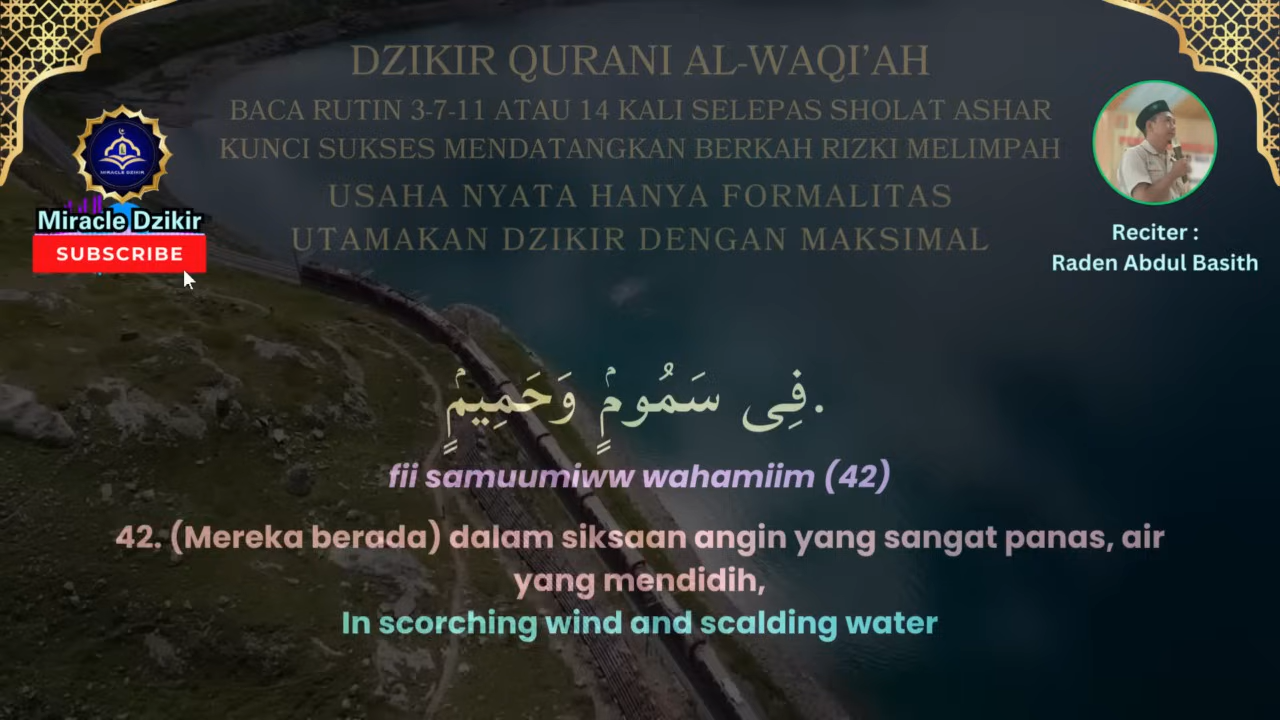 DZIKIR QURANI AL-WAQI'AH
BACA RUTIN 3-7-11 ATAU 14 KALI SELEPAS SHOLAT ASHAR
KUNCI SUKSES MENDATANGKAN BERKAH RIZKI MELIMPAH
USAHA NYATA HANYA FORMALITAS
UTAMAKAN DZIKIR DENGAN MAKSIMAL
MIRACLE DZIKIR
Miracle Dzikir
SUBSCRIBE
Reciter :
Raden Abdul Basith
فِى سَمُومٍۢ وَحَمِيمٍۢ.
fii samuumiww wahamiim (42)
42. (Mereka berada) dalam siksaan angin yang sangat panas, air
yang mendidih,
In scorching wind and scalding water